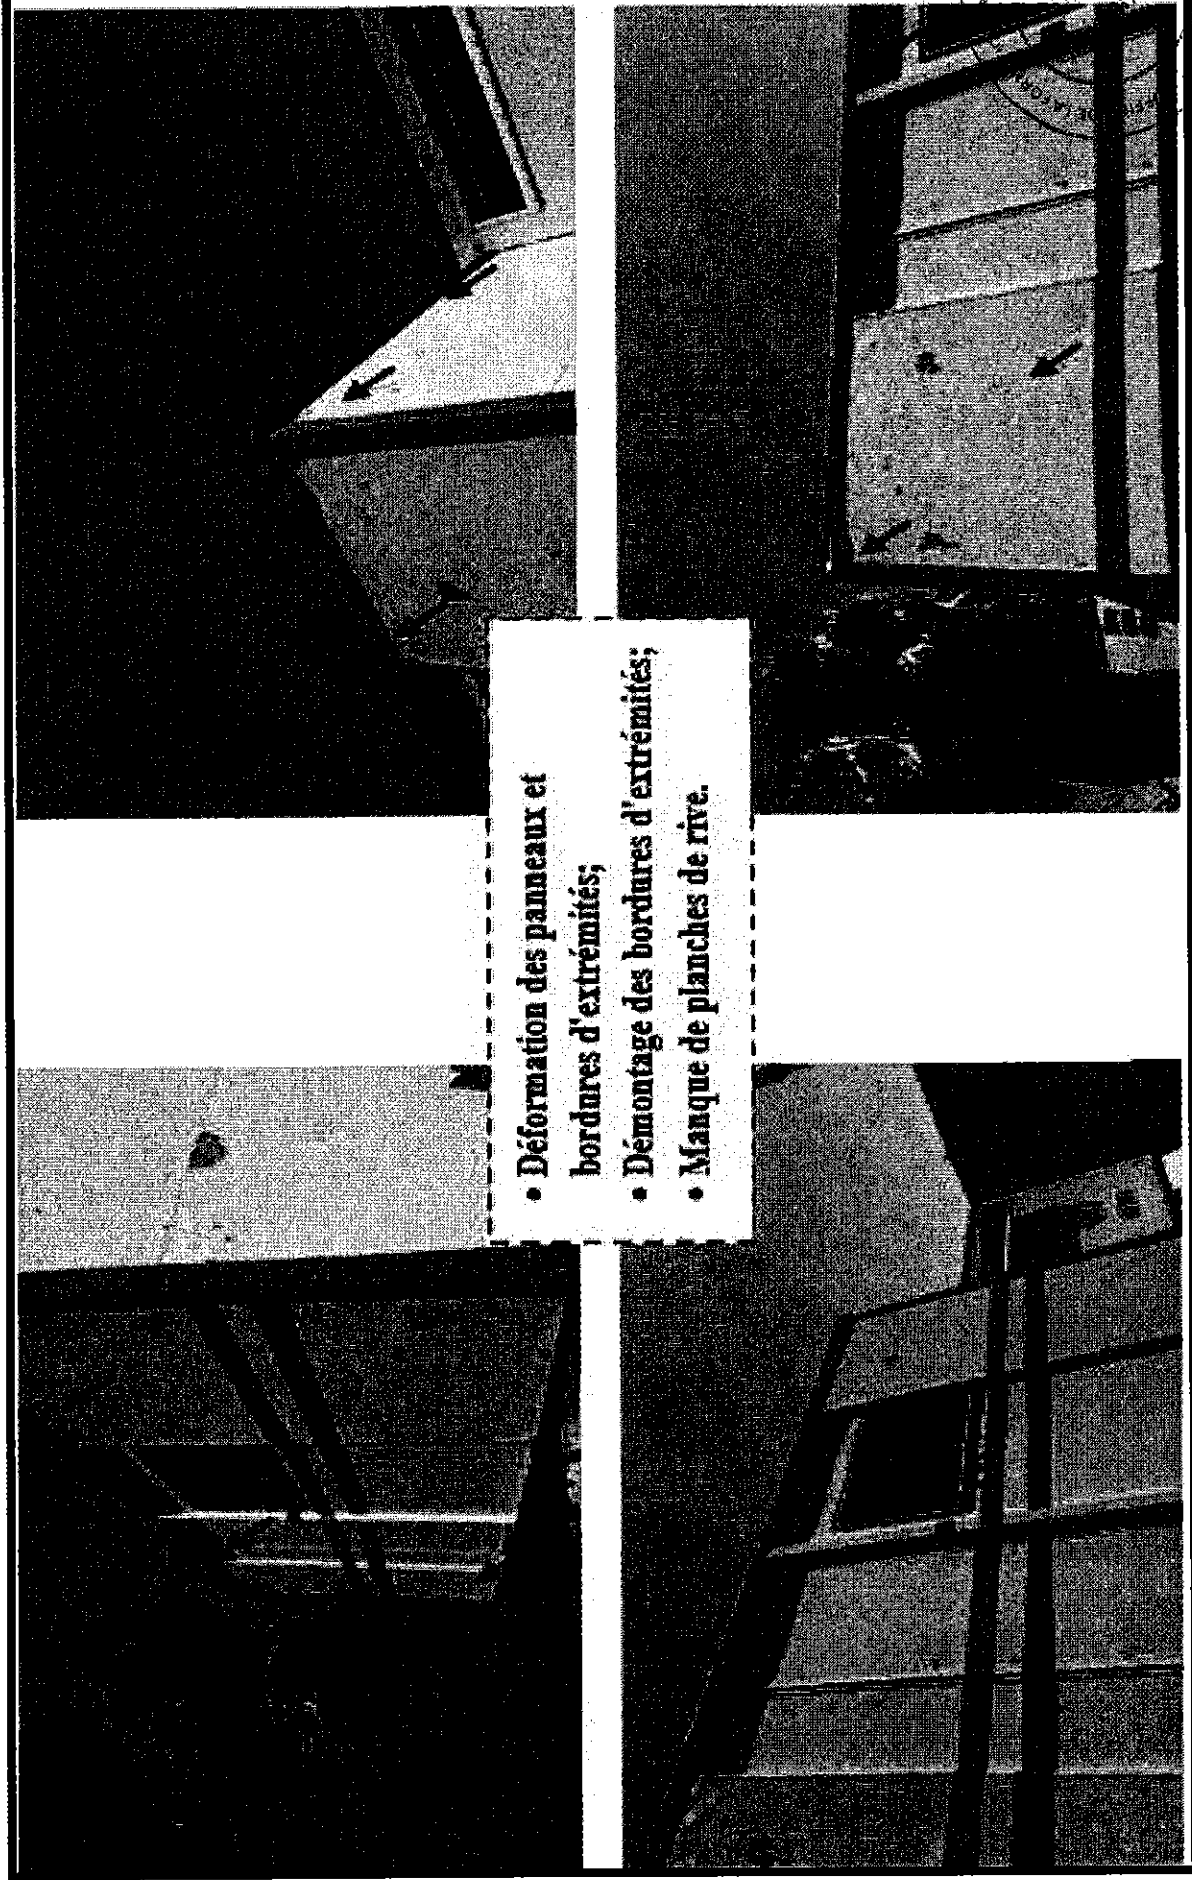 • Déformation des panneaux et
bordures d'extrémités;
• Démontage des bordures d'extrémités;
• Manque de planches de rive.